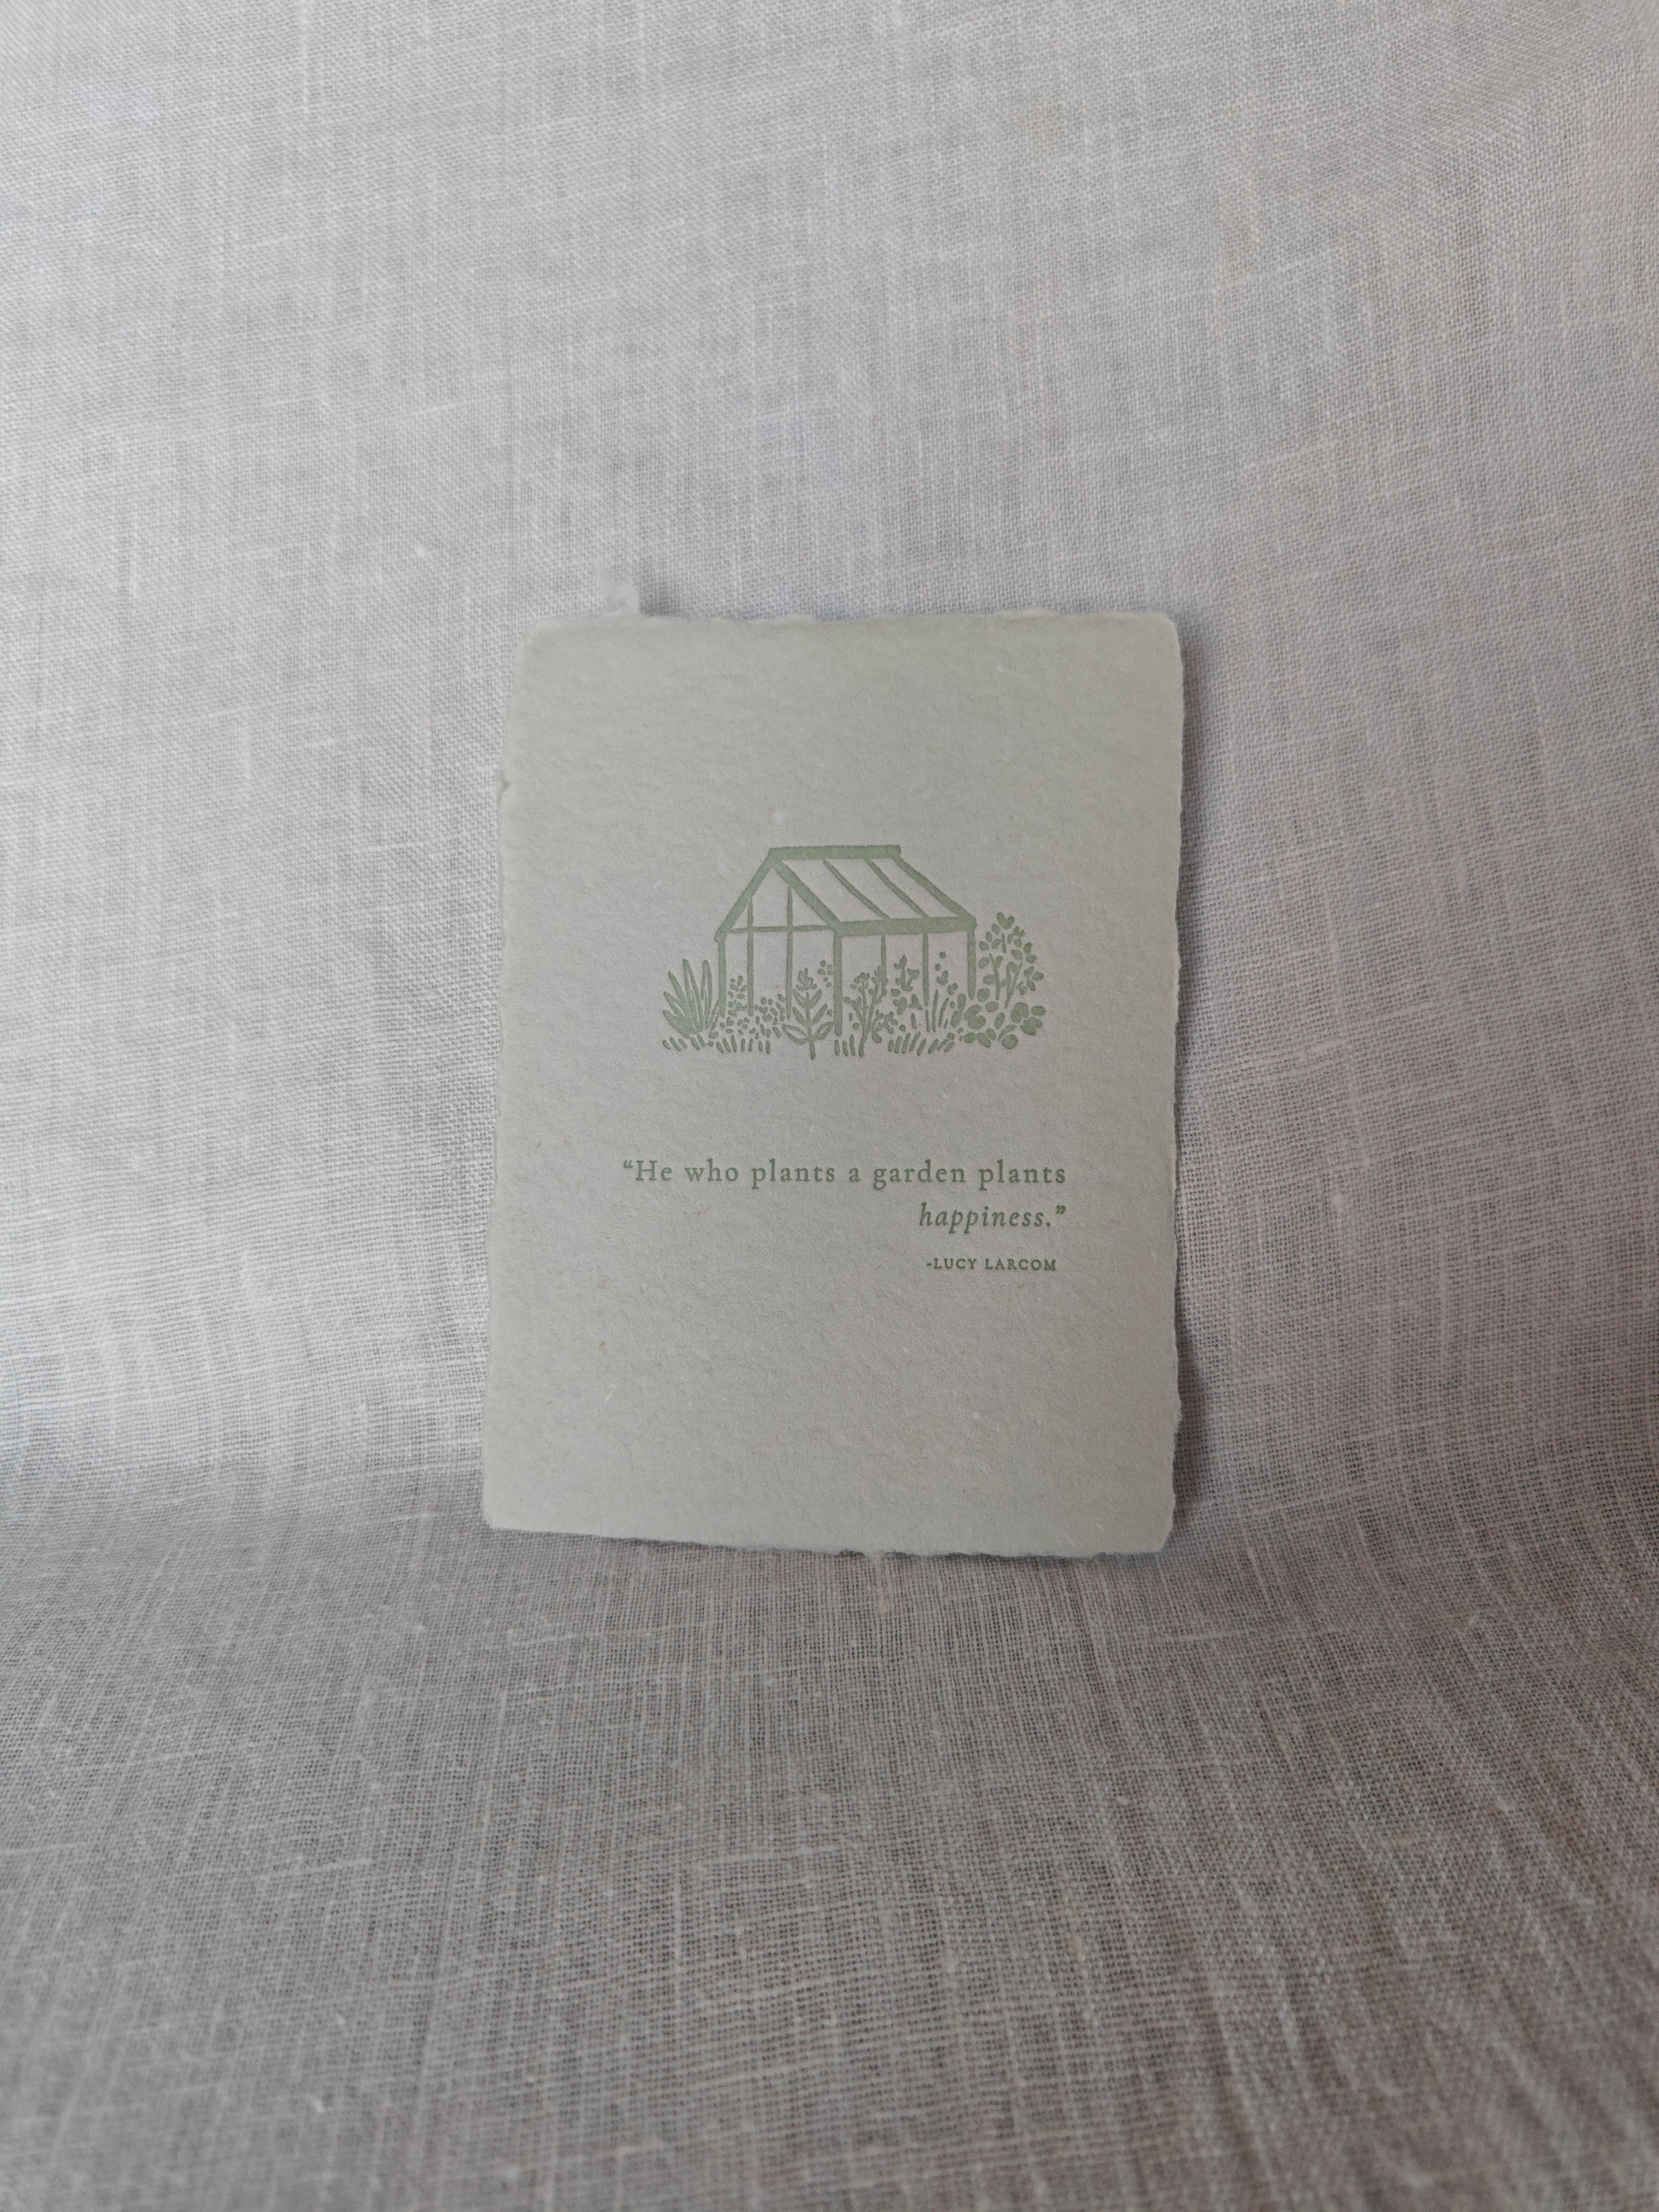 “He who plants a garden plants
happiness.”
-LUCY LARCOM